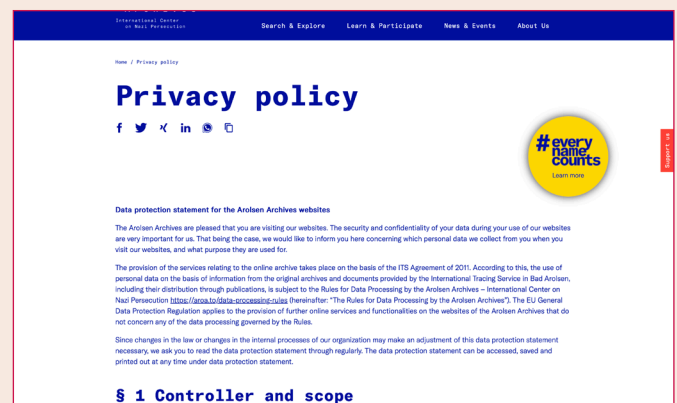 International Center
on Nazi Persecution
Search & Explore
Learn & Participate
News & Events
About Us
Home / Privacy policy
Privacy policy
#every
name
counts
Learn more
Support us
Data protection statement for the Arolsen Archives websites
The Arolsen Archives are pleased that you are visiting our websites. The security and confidentiality of your data during your use of our websites
are very important for us. That being the case, we would like to inform you here concerning which personal data we collect from you when you
visit our websites, and what purpose they are used for.
The provision of the services relating to the online archive takes place on the basis of the ITS Agreement of 2011. According to this, the use of
personal data on the basis of information from the original archives and documents provided by the International Tracing Service in Bad Arolsen,
including their distribution through publications, is subject to the Rules for Data Processing by the Arolsen Archives – International Center on
Nazi Persecution https://aroa.to/data-processing-rules (hereinafter: “The Rules for Data Processing by the Arolsen Archives”). The EU General
Data Protection Regulation applies to the provision of further online services and functionalities on the websites of the Arolsen Archives that do
not concern any of the data processing governed by the Rules.
Since changes in the law or changes in the internal processes of our organization may make an adjustment of this data protection statement
necessary, we ask you to read the data protection statement through regularly. The data protection statement can be accessed, saved and
printed out at any time under data protection statement.
§ 1 Controller and scope